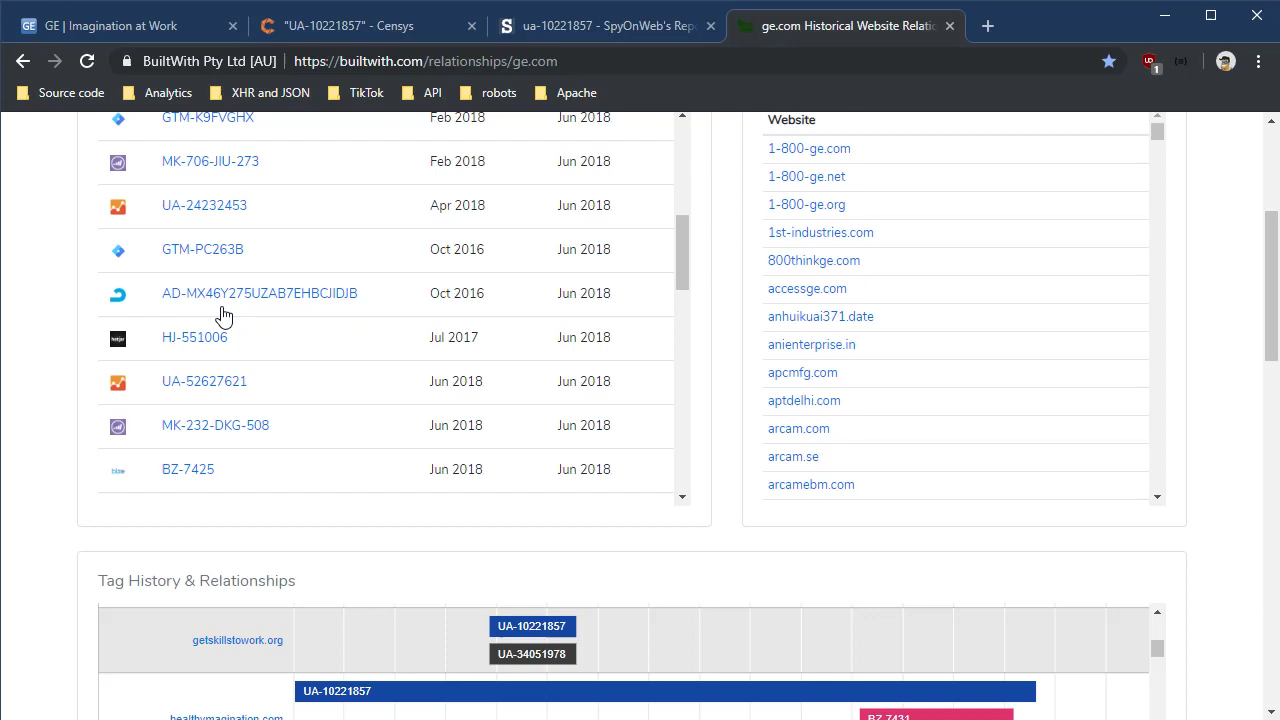 GE | Imagination at Work
"UA-10221857" - Censys
ua-10221857 - SpyOnWeb's Repo
ge.com Historical Website Relatio
BuiltWith Pty Ltd [AU] | https://builtwith.com/relationships/ge.com
Source code Analytics XHR and JSON TikTok API robots Apache
GTM-K9FVGHX Feb 2018 Jun 2018
MK-706-JIU-273 Feb 2018 Jun 2018
UA-24232453 Apr 2018 Jun 2018
GTM-PC263B Oct 2016 Jun 2018
AD-MX46Y275UZAB7EHBCJIDJB Oct 2016 Jun 2018
HJ-551006 Jul 2017 Jun 2018
UA-52627621 Jun 2018 Jun 2018
MK-232-DKG-508 Jun 2018 Jun 2018
BZ-7425 Jun 2018 Jun 2018
Website
1-800-ge.com
1-800-ge.net
1-800-ge.org
1st-industries.com
800thinkge.com
accessge.com
anhuikuai371.date
anienterprise.in
apcmfg.com
aptdelhi.com
arcam.com
arcam.se
arcamebm.com
Tag History & Relationships
getskillstowork.org
UA-10221857
UA-34051978
UA-10221857
healthymagination.com
BZ-7431